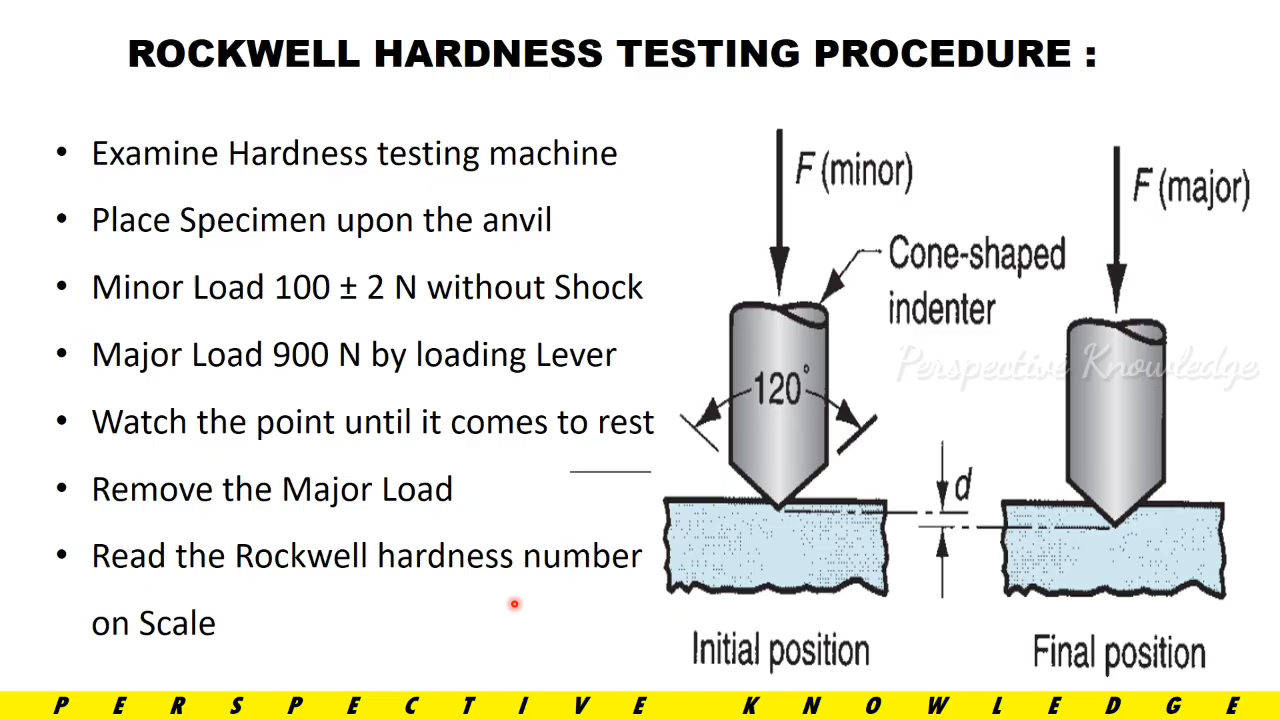 ROCKWELL HARDNESS TESTING PROCEDURE :
• Examine Hardness testing machine
• Place Specimen upon the anvil
• Minor Load 100 ± 2 N without Shock
• Major Load 900 N by loading Lever
• Watch the point until it comes to rest
• Remove the Major Load
• Read the Rockwell hardness number
on Scale
F (minor)
F (major)
Cone-shaped
indenter
Perspective Knowledge
120°
d
Initial position
Final position
PERSPECTIVE KNOWLEDGE